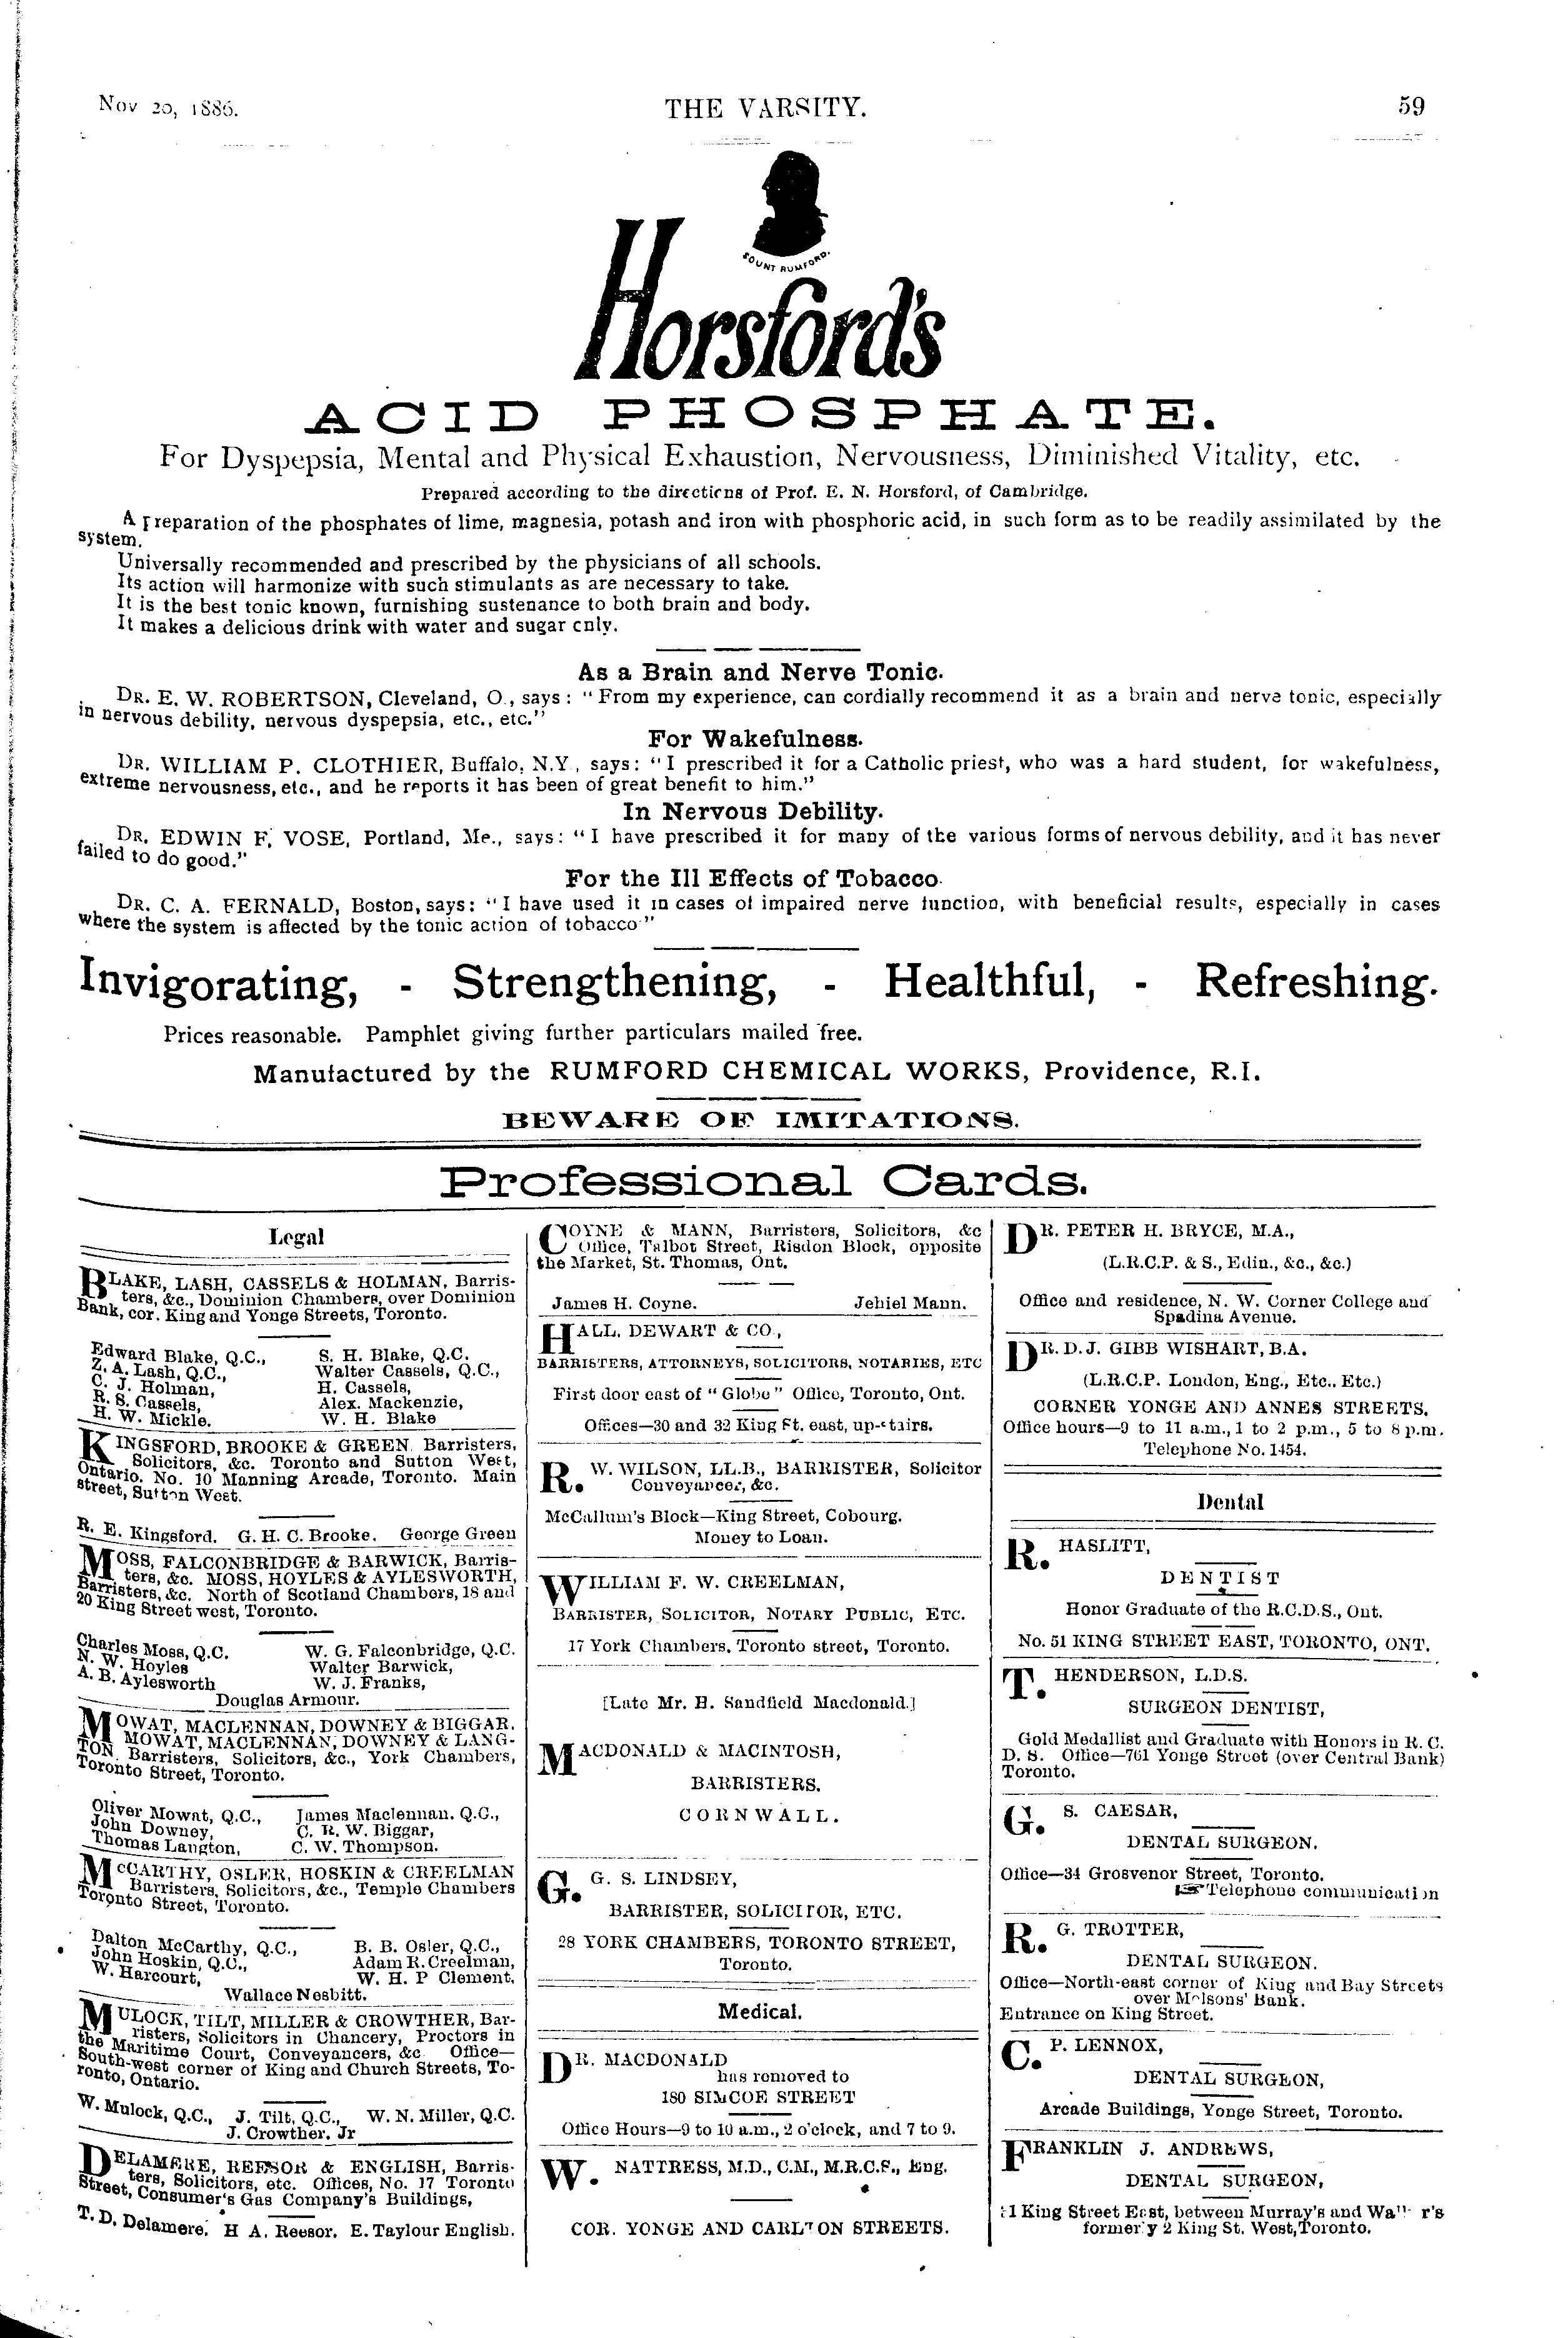 Nov 20, 1886.
THE VARSITY.
59
COUNT RUMFORD.
Horsford's
ACID PHOSPHATE.
For Dyspepsia, Mental and Physical Exhaustion, Nervousness, Diminished Vitality, etc.
Prepared according to the directions of Prof. E. N. Horsford, of Cambridge.
A preparation of the phosphates of lime, magnesia, potash and iron with phosphoric acid, in such form as to be readily assimilated by the
system.
Universally recommended and prescribed by the physicians of all schools.
Its action will harmonize with such stimulants as are necessary to take.
It is the best tonic known, furnishing sustenance to both brain and body.
It makes a delicious drink with water and sugar only.
As a Brain and Nerve Tonic.
DR. E. W. ROBERTSON, Cleveland, O., says: "From my experience, can cordially recommend it as a brain and nerve tonic, especially
in nervous debility, nervous dyspepsia, etc., etc."
For Wakefulness.
DR. WILLIAM P. CLOTHIER, Buffalo, N.Y., says: "I prescribed it for a Catholic priest, who was a hard student, for wakefulness,
extreme nervousness, etc., and he reports it has been of great benefit to him."
In Nervous Debility.
DR. EDWIN F. VOSE, Portland, Me., says: "I have prescribed it for many of the various forms of nervous debility, and it has never
failed to do good."
For the Ill Effects of Tobacco.
DR. C. A. FERNALD, Boston, says: "I have used it in cases of impaired nerve function, with beneficial results, especially in cases
where the system is affected by the tonic action of tobacco"
Invigorating, - Strengthening, - Healthful, - Refreshing.
Prices reasonable. Pamphlet giving further particulars mailed free.
Manufactured by the RUMFORD CHEMICAL WORKS, Providence, R.I.
BEWARE OF IMITATIONS.
Professional Cards.
Legal
BLAKE, LASH, CASSELS & HOLMAN, Barris-
ters, &c., Dominion Chambers, over Dominion
Bank, cor. King and Yonge Streets, Toronto.
Edward Blake, Q.C., S. H. Blake, Q.C.
Z. A. Lash, Q.C., Walter Cassels, Q.C.,
C. J. Holman, H. Cassels,
R. S. Cassels, Alex. Mackenzie,
H. W. Mickle. W. H. Blake
KINGSFORD, BROOKE & GREEN Barristers,
Solicitors, &c. Toronto and Sutton West,
Ontario. No. 10 Manning Arcade, Toronto. Main
street, Sutton West.
R. E. Kingsford. G. H. C. Brooke. George Green
MOSS, FALCONBRIDGE & BARWICK, Barris-
ters, &c. MOSS, HOYLES & AYLESWORTH,
Barristers, &c. North of Scotland Chambers, 18 and
20 King Street west, Toronto.
Charles Moss, Q.C. W. G. Falconbridge, Q.C.
N. W. Hoyles Walter Barwick,
A. B. Aylesworth W. J. Franks,
Douglas Armour.
MOWAT, MACLENNAN, DOWNEY & BIGGAR.
MOWAT, MACLENNAN, DOWNEY & LANG-
TON Barristers, Solicitors, &c., York Chambers,
Toronto Street, Toronto.
Oliver Mowat, Q.C., James Maclennan. Q.C.,
John Downey, C. R. W. Biggar,
Thomas Langton, C. W. Thompson.
McCARTHY, OSLER, HOSKIN & CREELMAN
Barristers, Solicitors, &c., Temple Chambers
Toronto Street, Toronto.
Dalton McCarthy, Q.C., B. B. Osler, Q.C.,
John Hoskin, Q.C., Adam R. Creelman,
W. Harcourt, W. H. P Clement,
Wallace Nesbitt.
MULOCK, TILT, MILLER & CROWTHER, Bar-
risters, Solicitors in Chancery, Proctors in
the Maritime Court, Conveyancers, &c Office—
South-west corner of King and Church Streets, To-
ronto, Ontario.
W. Mulock, Q.C., J. Tilt, Q.C., W. N. Miller, Q.C.
J. Crowther, Jr
DELAMERE, REESOR & ENGLISH, Barris-
ters, Solicitors, etc. Offices, No. 17 Toronto
Street, Consumer's Gas Company's Buildings,
T. D. Delamere. H A. Reesor. E. Taylour English.
COYNE & MANN, Barristers, Solicitors, &c
Office, Talbot Street, Risdon Block, opposite
the Market, St. Thomas, Ont.
James H. Coyne. Jehiel Mann.
HALL, DEWART & CO.,
BARRISTERS, ATTORNEYS, SOLICITORS, NOTARIES, ETC
First door east of "Globe" Office, Toronto, Ont.
Offices—30 and 32 King St. east, up-stairs.
R. W. WILSON, LL.B., BARRISTER, Solicitor
Conveyancer, &c.
McCallum's Block—King Street, Cobourg.
Money to Loan.
WILLIAM F. W. CREELMAN,
BARRISTER, SOLICITOR, NOTARY PUBLIC, ETC.
17 York Chambers, Toronto street, Toronto.
[Late Mr. H. Sandfield Macdonald.]
MACDONALD & MACINTOSH,
BARRISTERS.
CORNWALL.
G. G. S. LINDSEY,
BARRISTER, SOLICITOR, ETC.
28 YORK CHAMBERS, TORONTO STREET,
Toronto.
Medical.
DR. MACDONALD
has removed to
180 SIMCOE STREET
Office Hours—9 to 10 a.m., 2 o'clock, and 7 to 9.
W. NATTRESS, M.D., C.M., M.R.C.S., Eng.
COR. YONGE AND CARLTON STREETS.
DR. PETER H. BRYCE, M.A.,
(L.R.C.P. & S., Edin., &c., &c.)
Office and residence, N. W. Corner College and
Spadina Avenue.
DR. D. J. GIBB WISHART, B.A.
(L.R.C.P. London, Eng., Etc.. Etc.)
CORNER YONGE AND ANNES STREETS.
Office hours—9 to 11 a.m., 1 to 2 p.m., 5 to 8 p.m.
Telephone No. 1454.
Dental
R. HASLITT,
DENTIST
Honor Graduate of the R.C.D.S., Ont.
No. 51 KING STREET EAST, TORONTO, ONT.
T. HENDERSON, L.D.S.
SURGEON DENTIST,
Gold Medallist and Graduate with Honors in R. C.
D. S. Office—761 Yonge Street (over Central Bank)
Toronto.
G. S. CAESAR,
DENTAL SURGEON.
Office—34 Grosvenor Street, Toronto.
☞ Telephone communication
R. G. TROTTER,
DENTAL SURGEON.
Office—North-east corner of King and Bay Streets
over Molsons' Bank.
Entrance on King Street.
C. P. LENNOX,
DENTAL SURGEON,
Arcade Buildings, Yonge Street, Toronto.
FRANKLIN J. ANDREWS,
DENTAL SURGEON,
1 King Street East, between Murray's and
formerly 2 King St. West, Toronto.